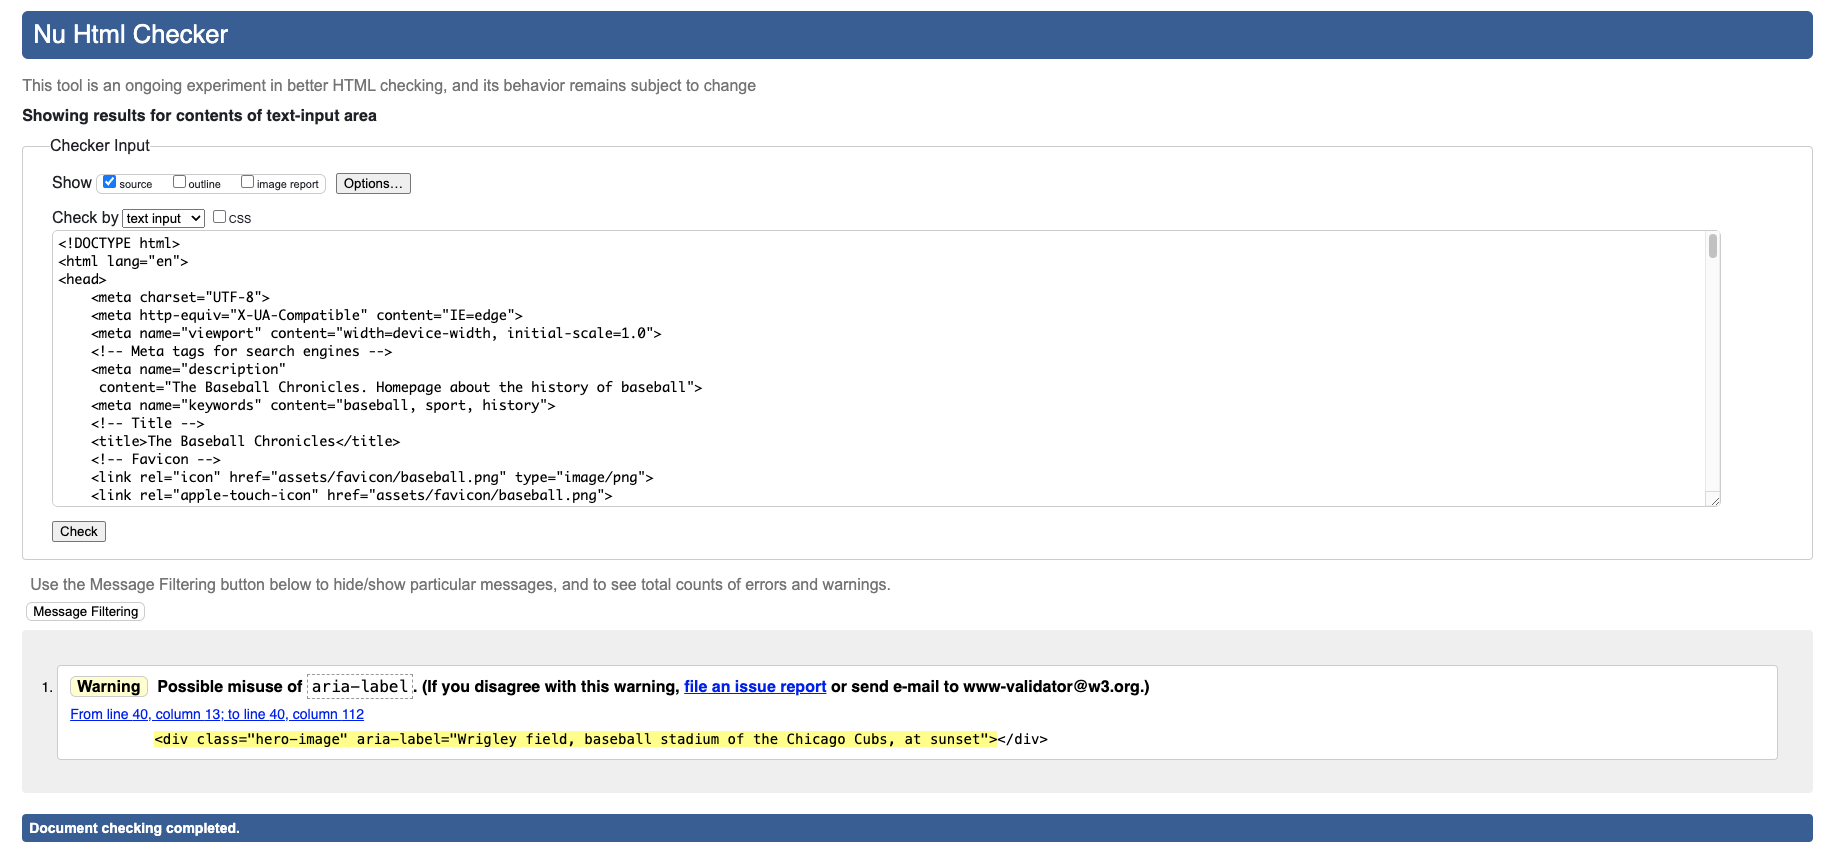 Nu Html Checker
This tool is an ongoing experiment in better HTML checking, and its behavior remains subject to change
Showing results for contents of text-input area
Checker Input
Show source outline image report Options...
Check by text input CSS
<!DOCTYPE html>
<html lang="en">
<head>
    <meta charset="UTF-8">
    <meta http-equiv="X-UA-Compatible" content="IE=edge">
    <meta name="viewport" content="width=device-width, initial-scale=1.0">
    <!-- Meta tags for search engines -->
    <meta name="description"
     content="The Baseball Chronicles. Homepage about the history of baseball">
    <meta name="keywords" content="baseball, sport, history">
    <!-- Title -->
    <title>The Baseball Chronicles</title>
    <!-- Favicon -->
    <link rel="icon" href="assets/favicon/baseball.png" type="image/png">
    <link rel="apple-touch-icon" href="assets/favicon/baseball.png">
Check
Use the Message Filtering button below to hide/show particular messages, and to see total counts of errors and warnings.
Message Filtering
1. Warning Possible misuse of aria-label. (If you disagree with this warning, file an issue report or send e-mail to www-validator@w3.org.)
From line 40, column 13; to line 40, column 112
<div class="hero-image" aria-label="Wrigley field, baseball stadium of the Chicago Cubs, at sunset"></div>
Document checking completed.